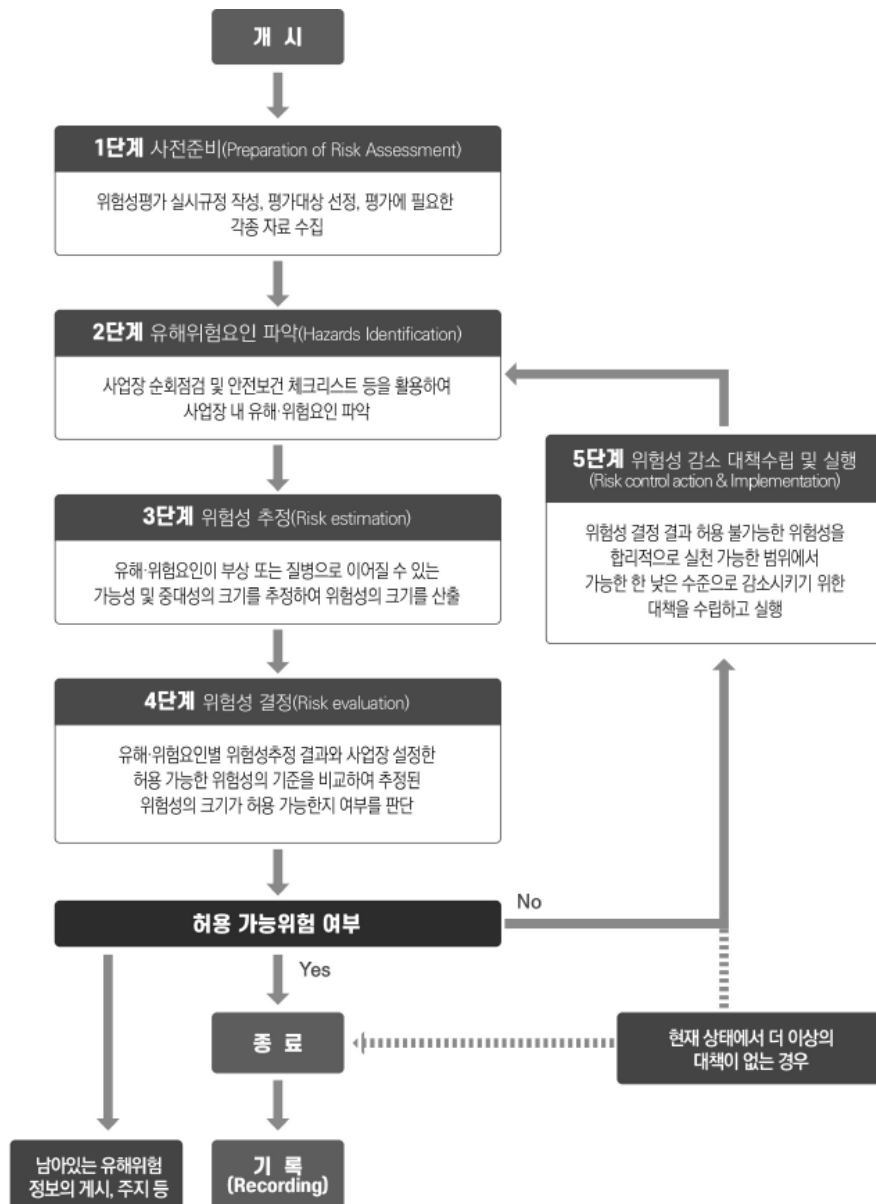 개 시
1단계 사전준비(Preparation of Risk Assessment)
위험성평가 실시규정 작성, 평가대상 선정, 평가에 필요한
각종 자료 수집
2단계 유해위험요인 파악(Hazards Identification)
사업장 순회점검 및 안전보건 체크리스트 등을 활용하여
사업장 내 유해·위험요인 파악
3단계 위험성 추정(Risk estimation)
유해·위험요인이 부상 또는 질병으로 이어질 수 있는
가능성 및 중대성의 크기를 추정하여 위험성의 크기를 산출
4단계 위험성 결정(Risk evaluation)
유해·위험요인별 위험성추정 결과와 사업장 설정한
허용 가능한 위험성의 기준을 비교하여 추정된
위험성의 크기가 허용 가능한지 여부를 판단
5단계 위험성 감소 대책수립 및 실행
(Risk control action & Implementation)
위험성 결정 결과 허용 불가능한 위험성을
합리적으로 실천 가능한 범위에서
가능한 한 낮은 수준으로 감소시키기 위한
대책을 수립하고 실행
허용 가능위험 여부
No
Yes
종 료
현재 상태에서 더 이상의
대책이 없는 경우
남아있는 유해위험
정보의 게시, 주지 등
기 록
(Recording)